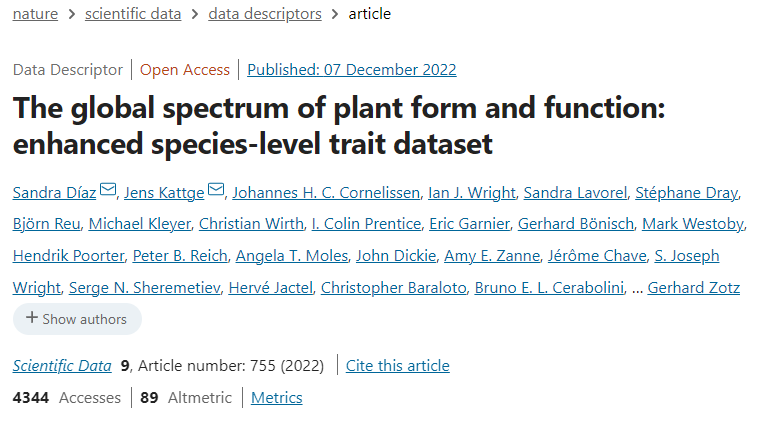 nature > scientific data > data descriptors > article
Data Descriptor | Open Access | Published: 07 December 2022
The global spectrum of plant form and function:
enhanced species-level trait dataset
Sandra Díaz, Jens Kattge, Johannes H. C. Cornelissen, Ian J. Wright, Sandra Lavorel, Stéphane Dray,
Björn Reu, Michael Kleyer, Christian Wirth, I. Colin Prentice, Eric Garnier, Gerhard Bönisch, Mark Westoby,
Hendrik Poorter, Peter B. Reich, Angela T. Moles, John Dickie, Amy E. Zanne, Jérôme Chave, S. Joseph
Wright, Serge N. Sheremetiev, Hervé Jactel, Christopher Baraloto, Bruno E. L. Cerabolini, … Gerhard Zotz
+ Show authors
Scientific Data 9, Article number: 755 (2022) | Cite this article
4344 Accesses | 89 Altmetric | Metrics